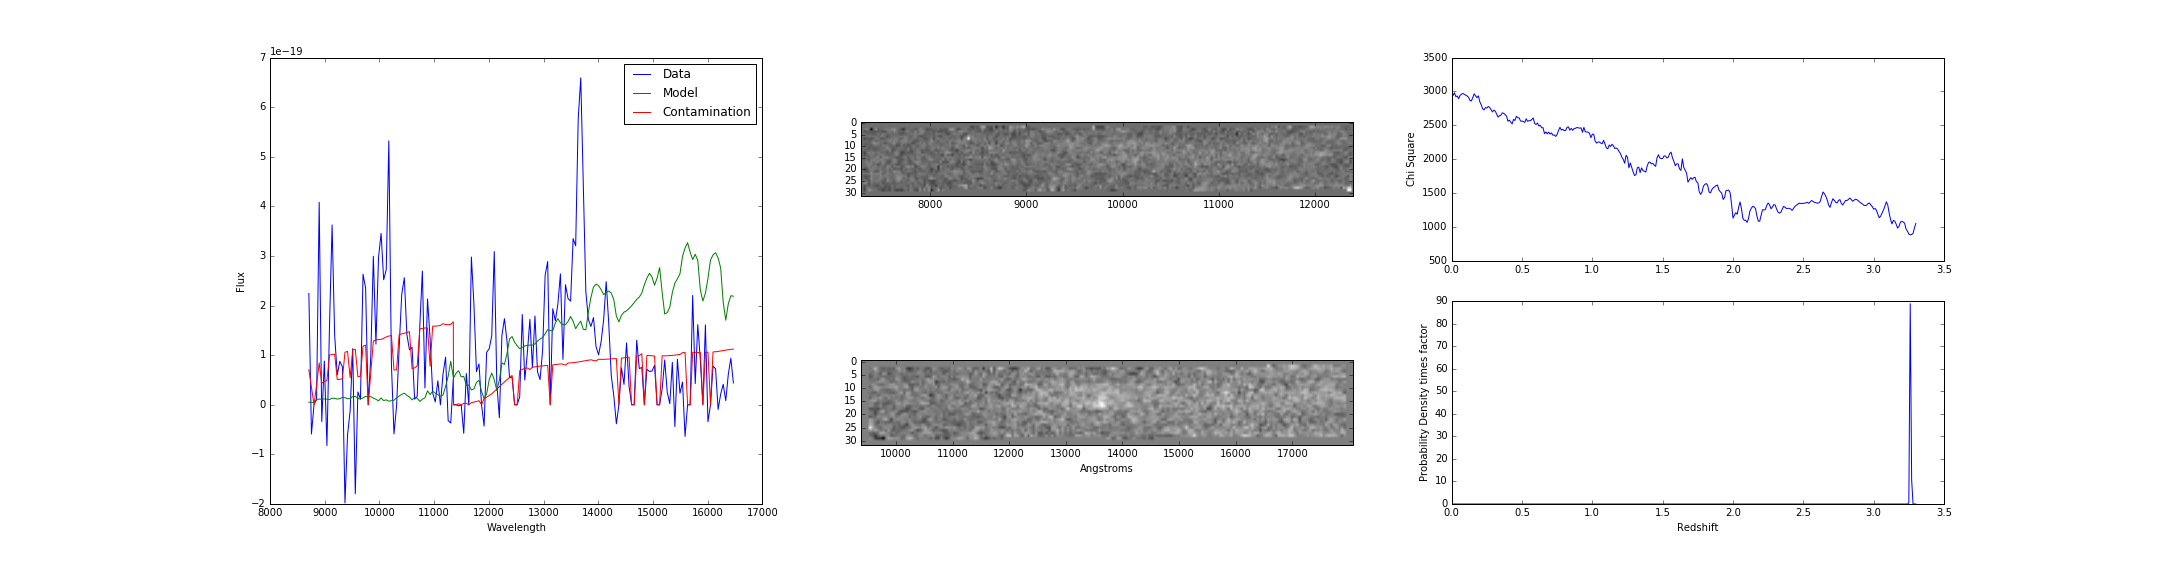 1e−19
7
6
5
4
3
2
1
0
−1
−2
8000 9000 10000 11000 12000 13000 14000 15000 16000 17000
Wavelength
Flux
Data
Model
Contamination
0
5
10
15
20
25
30
8000 9000 10000 11000 12000
0
5
10
15
20
25
30
10000 11000 12000 13000 14000 15000 16000 17000
Angstroms
3500
3000
2500
2000
1500
1000
500
0.0 0.5 1.0 1.5 2.0 2.5 3.0 3.5
Chi Square
90
80
70
60
50
40
30
20
10
0
0.0 0.5 1.0 1.5 2.0 2.5 3.0 3.5
Redshift
Probability Density times factor